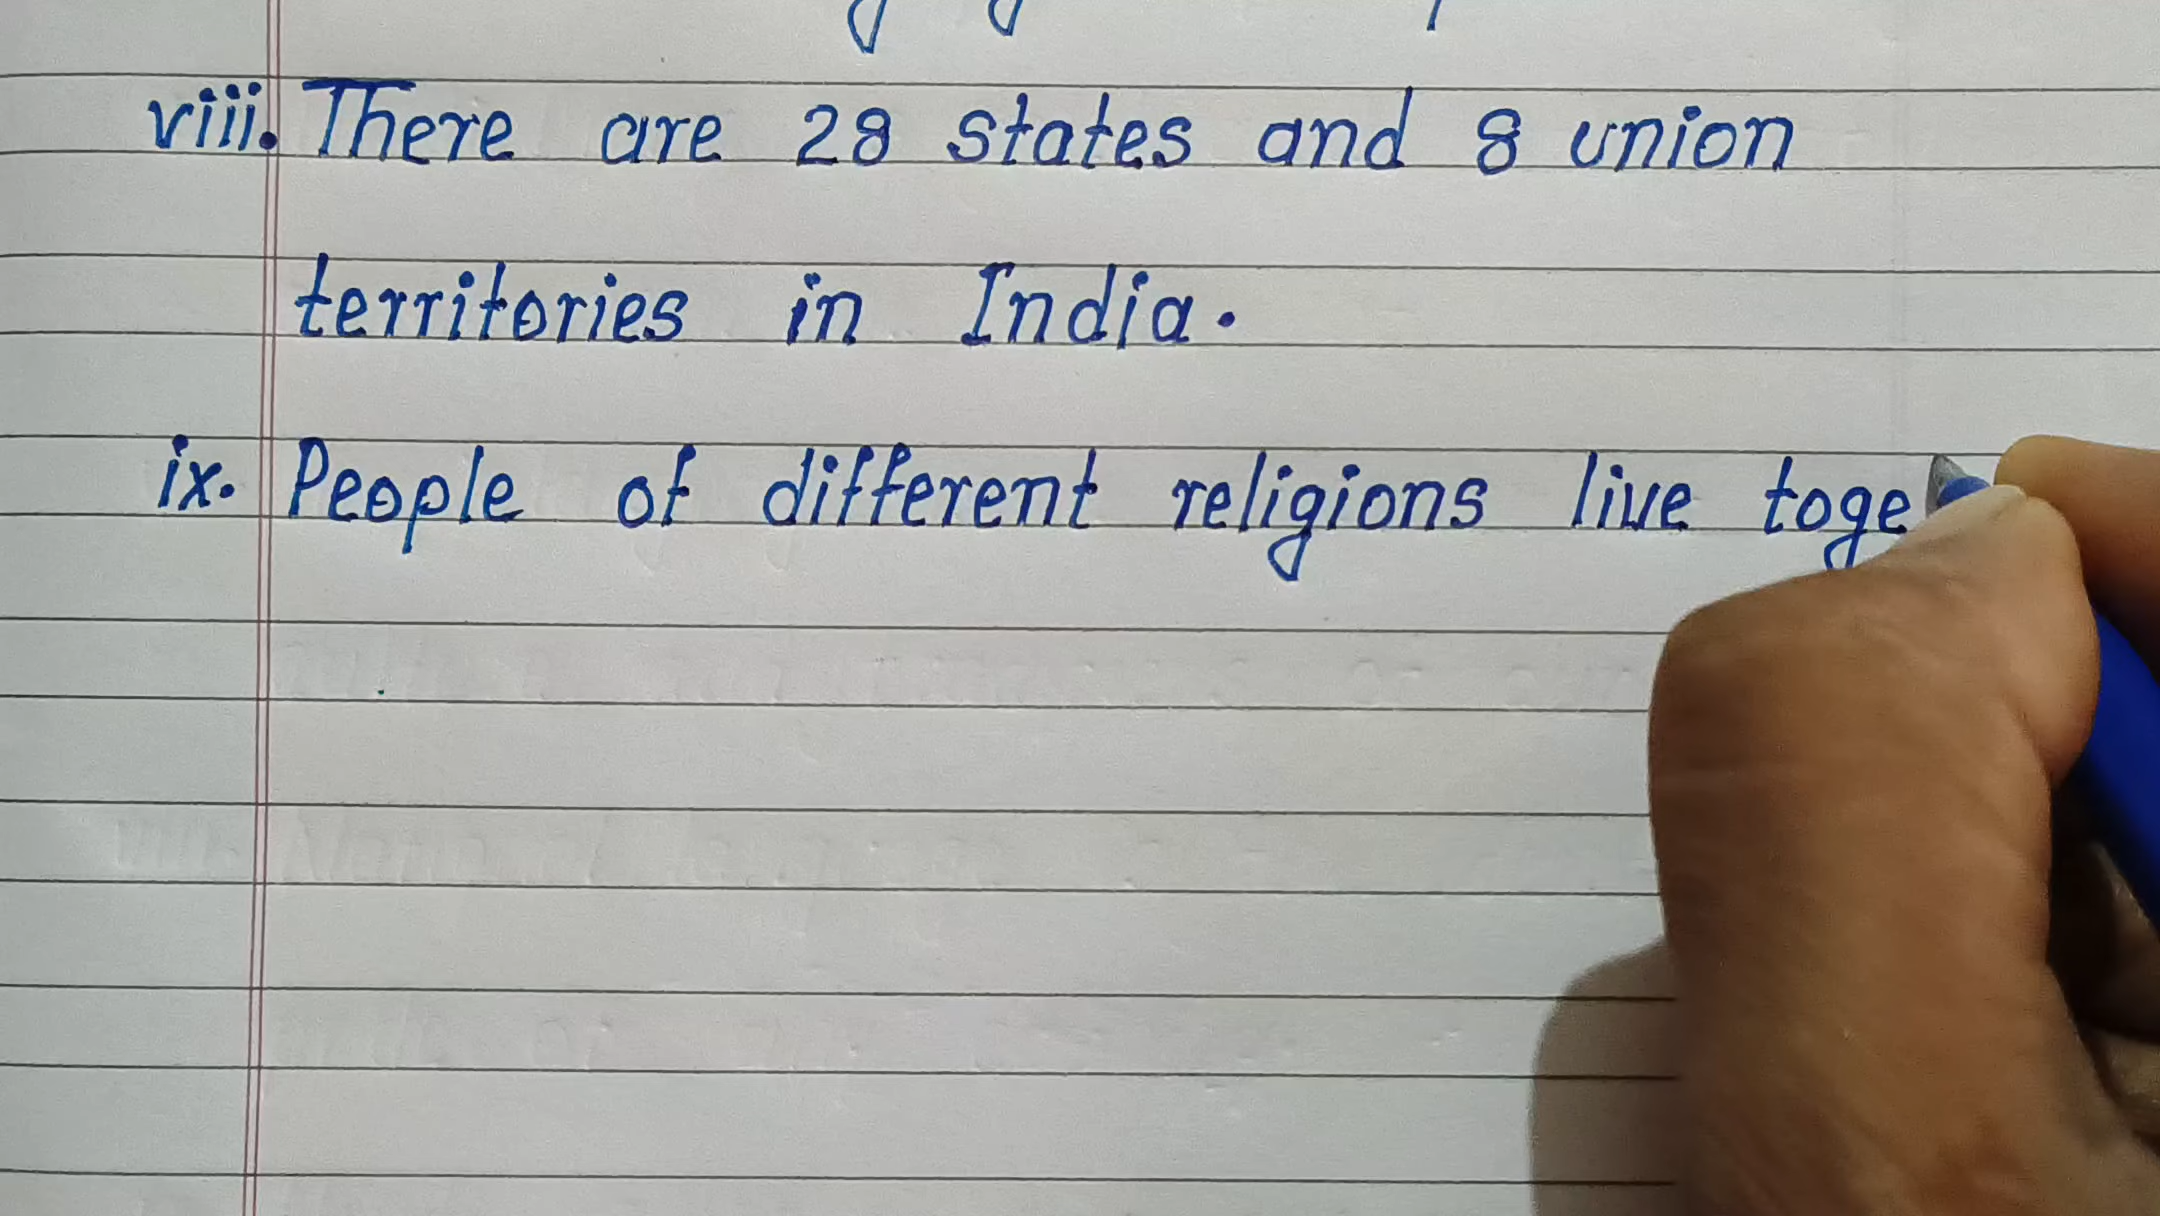 viii. There are 28 states and 8 union
territories in India.
ix. People of different religions live toge